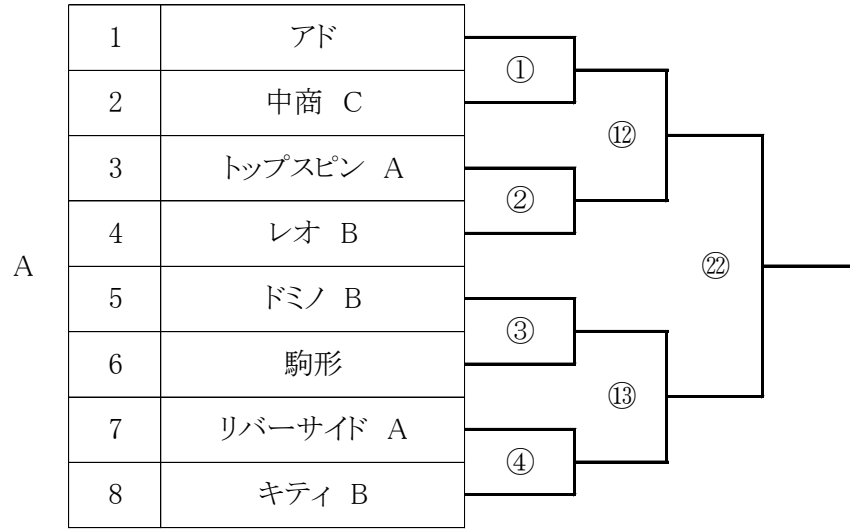 1 アド
①
2 中商 C
⑫
3 トップスピン A
②
4 レオ B
A
㉒
5 ドミノ B
③
6 駒形
⑬
7 リバーサイド A
④
8 キティ B